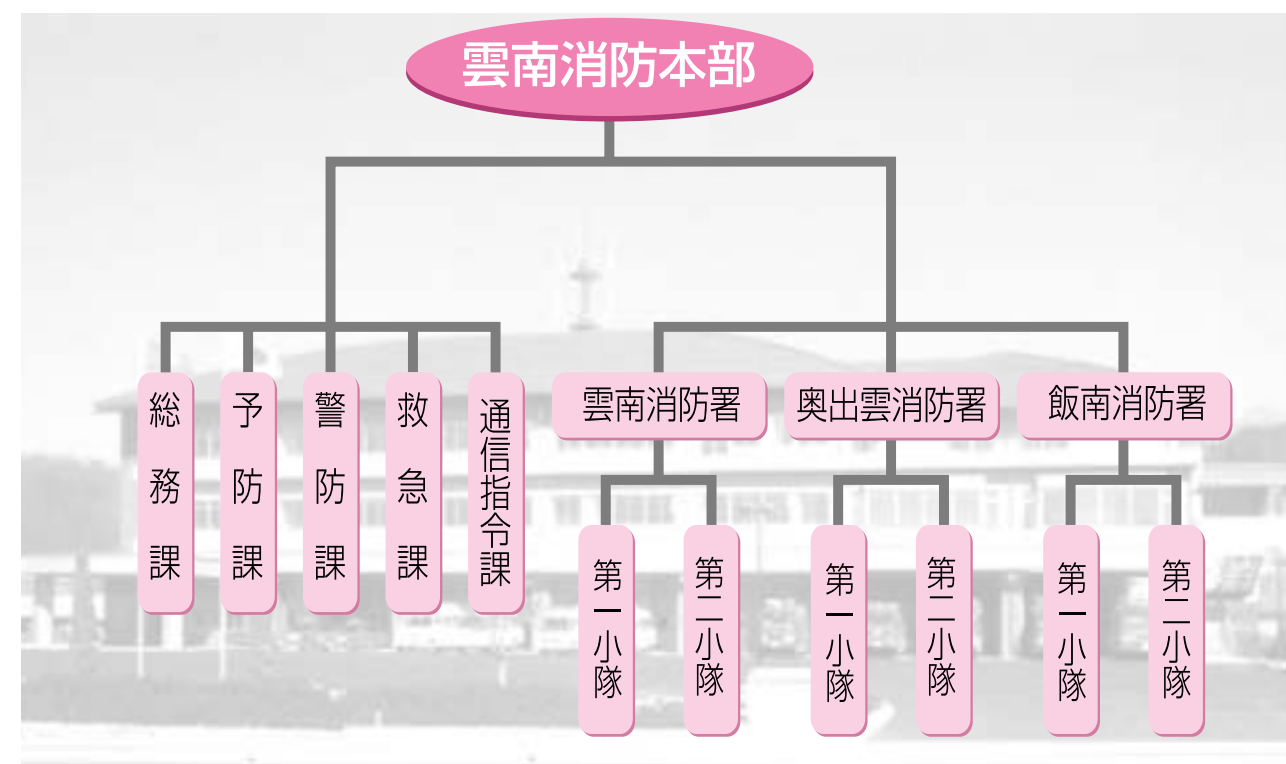 雲南消防本部
総務課
予防課
警防課
救急課
通信指令課
雲南消防署
奥出雲消防署
飯南消防署
第一小隊
第二小隊
第一小隊
第二小隊
第一小隊
第二小隊